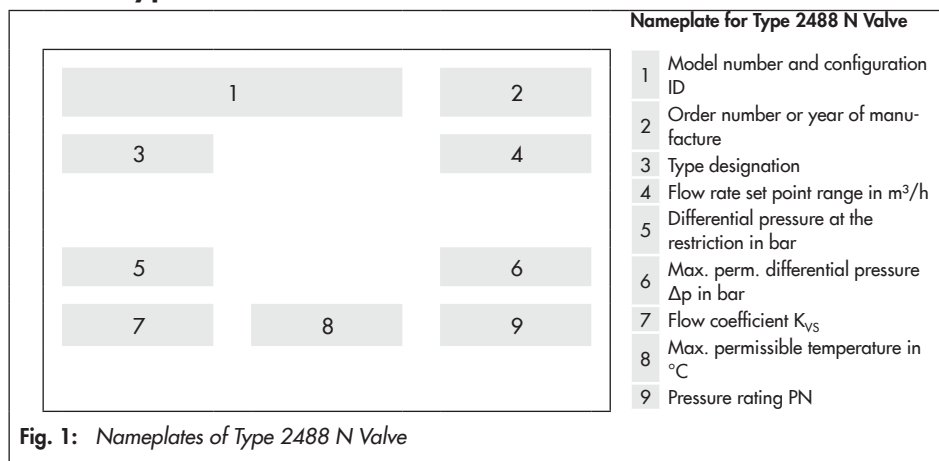 Nameplate for Type 2488 N Valve
1 2
3 4
5 6
7 8 9
1 Model number and configuration
ID
2 Order number or year of manu-
facture
3 Type designation
4 Flow rate set point range in m³/h
5 Differential pressure at the
restriction in bar
6 Max. perm. differential pressure
Δp in bar
7 Flow coefficient KVS
8 Max. permissible temperature in
°C
9 Pressure rating PN
Fig. 1: Nameplates of Type 2488 N Valve